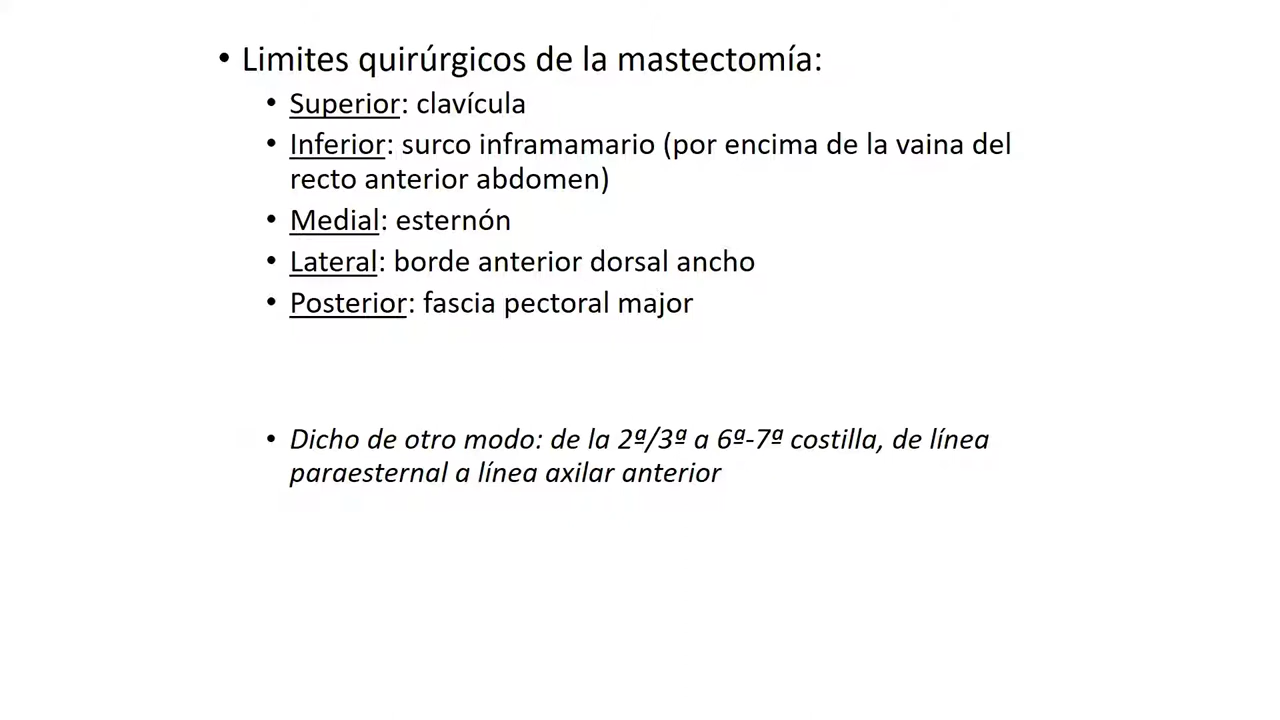 • Limites quirúrgicos de la mastectomía:
• Superior: clavícula
• Inferior: surco inframamario (por encima de la vaina del
recto anterior abdomen)
• Medial: esternón
• Lateral: borde anterior dorsal ancho
• Posterior: fascia pectoral major
• Dicho de otro modo: de la 2ª/3ª a 6ª-7ª costilla, de línea
paraesternal a línea axilar anterior